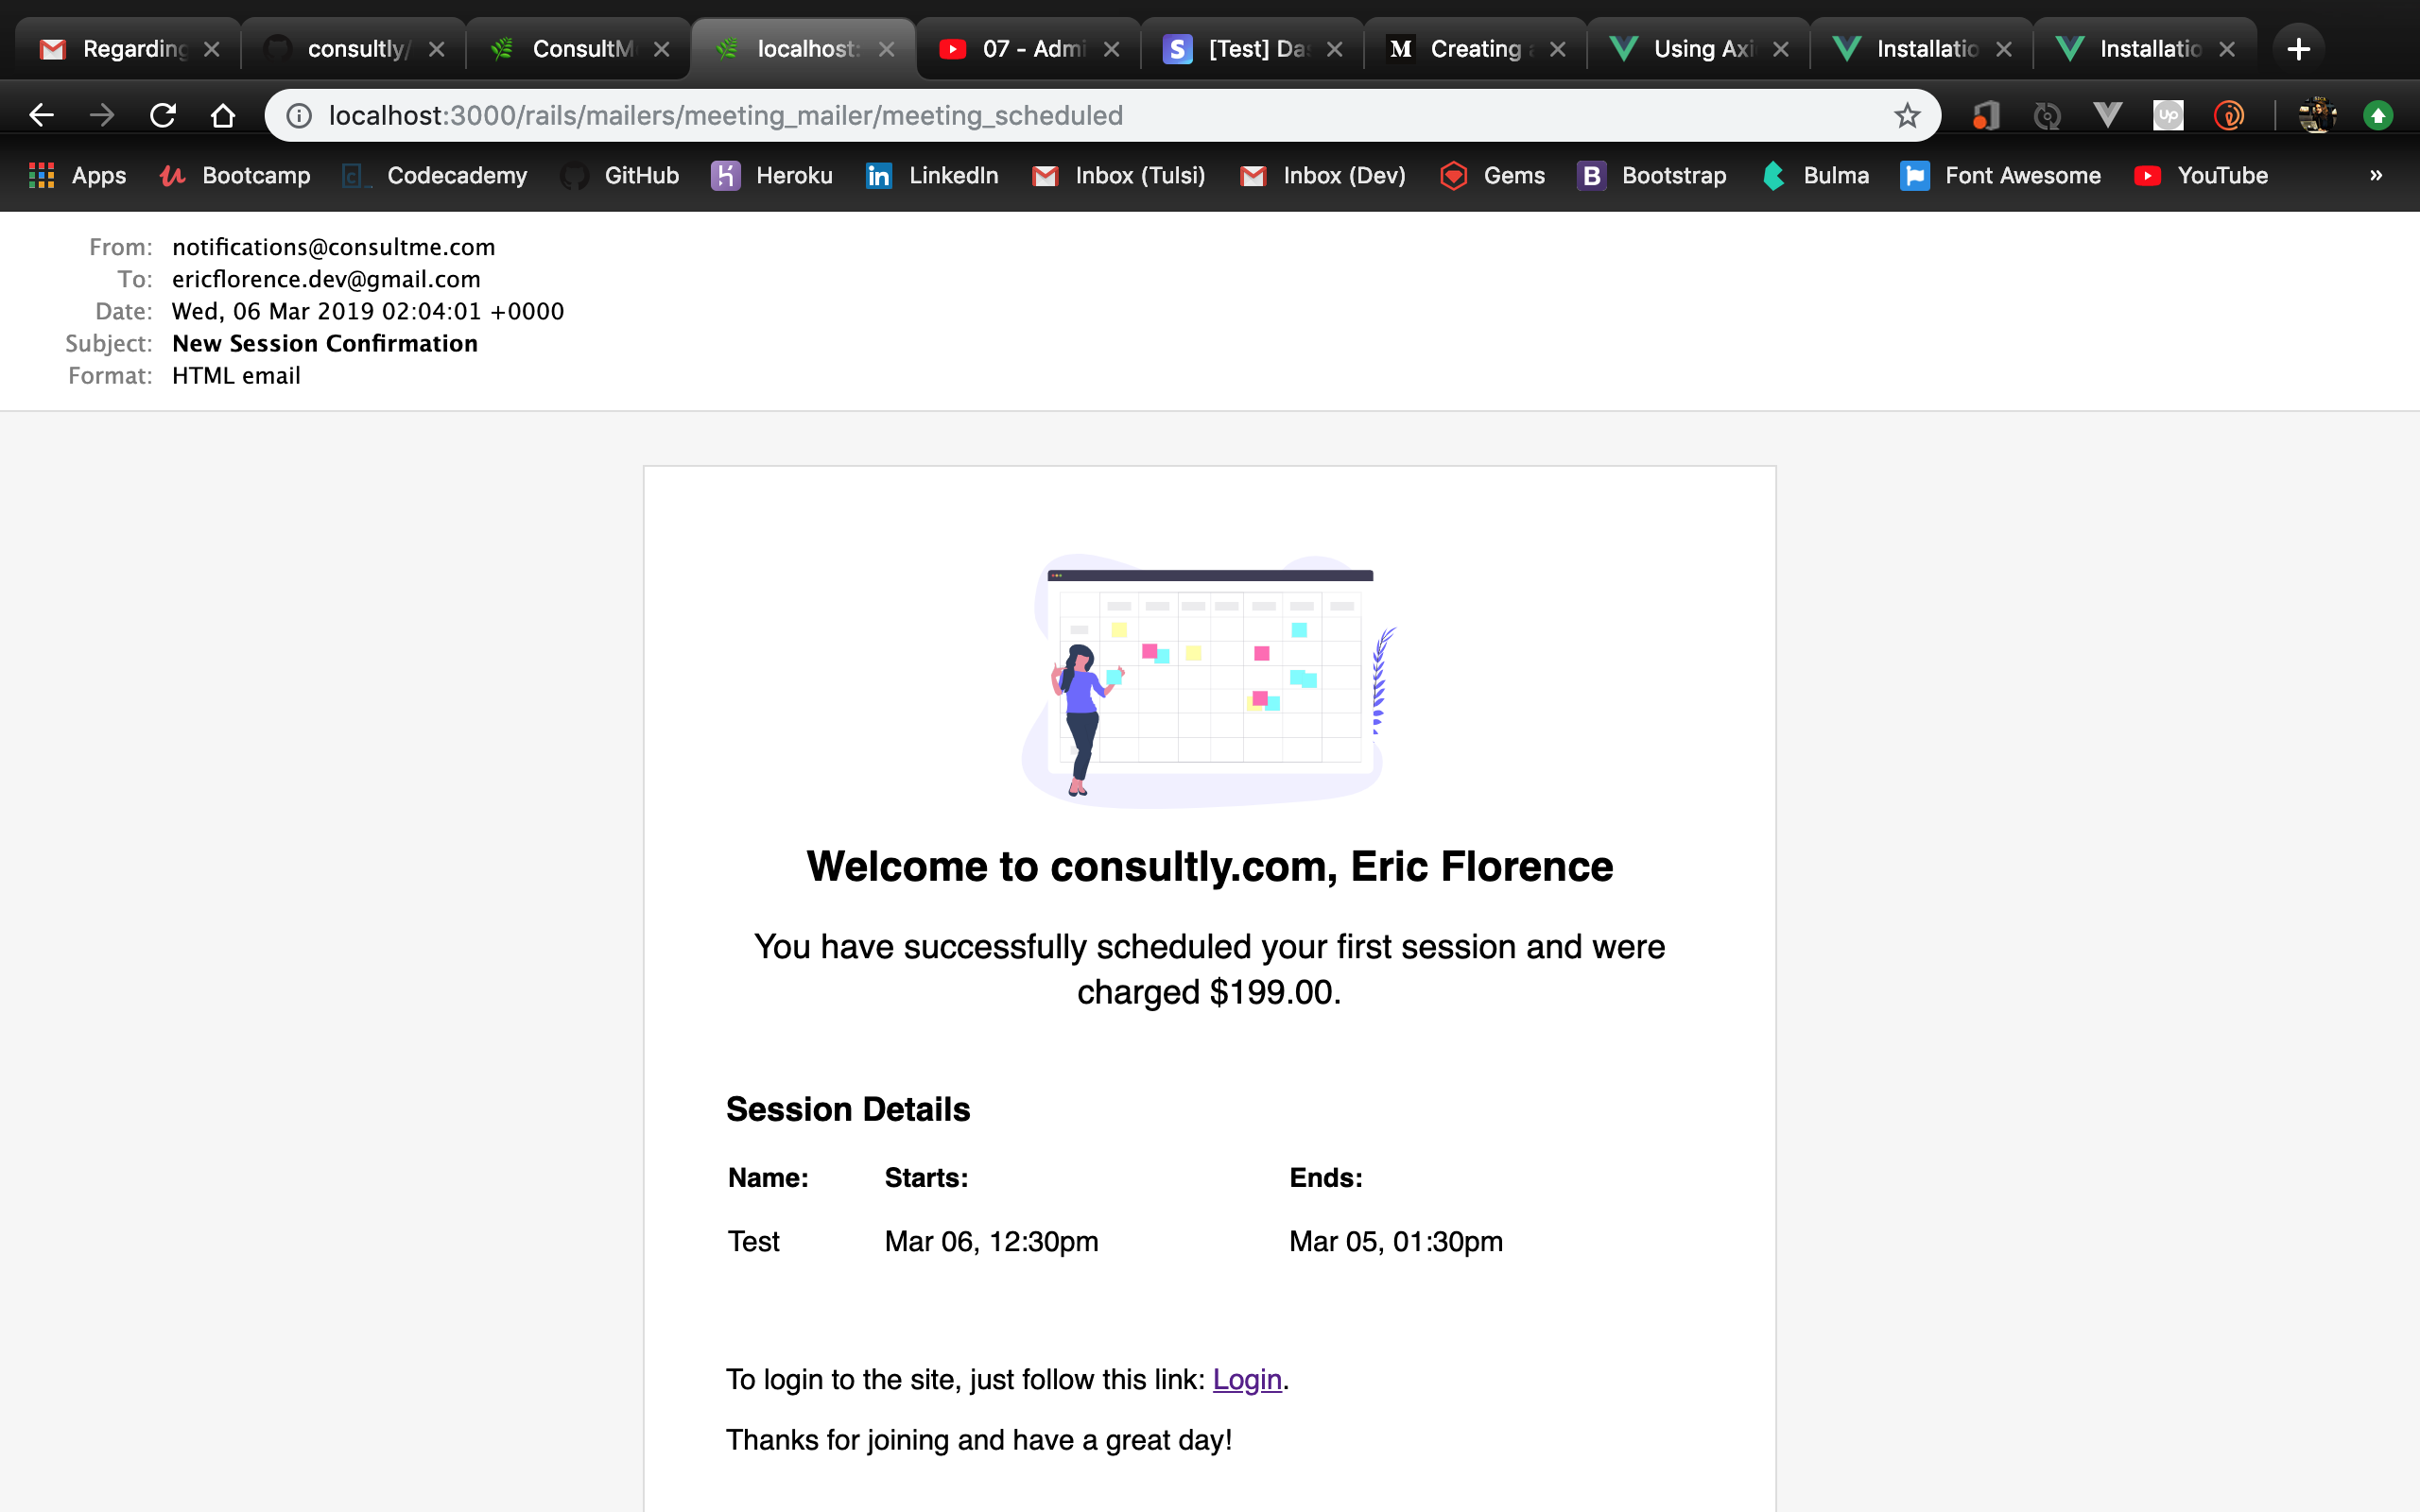 Regarding consultly/ ConsultM localhost: 07 - Admi [Test] Da Creating Using Axi Installatio Installatio
localhost:3000/rails/mailers/meeting_mailer/meeting_scheduled
Apps Bootcamp Codecademy GitHub Heroku LinkedIn Inbox (Tulsi) Inbox (Dev) Gems Bootstrap Bulma Font Awesome YouTube »
From: notifications@consultme.com
To: ericflorence.dev@gmail.com
Date: Wed, 06 Mar 2019 02:04:01 +0000
Subject: New Session Confirmation
Format: HTML email
Welcome to consultly.com, Eric Florence
You have successfully scheduled your first session and were
charged $199.00.
Session Details
Name: Starts: Ends:
Test Mar 06, 12:30pm Mar 05, 01:30pm
To login to the site, just follow this link: Login.
Thanks for joining and have a great day!